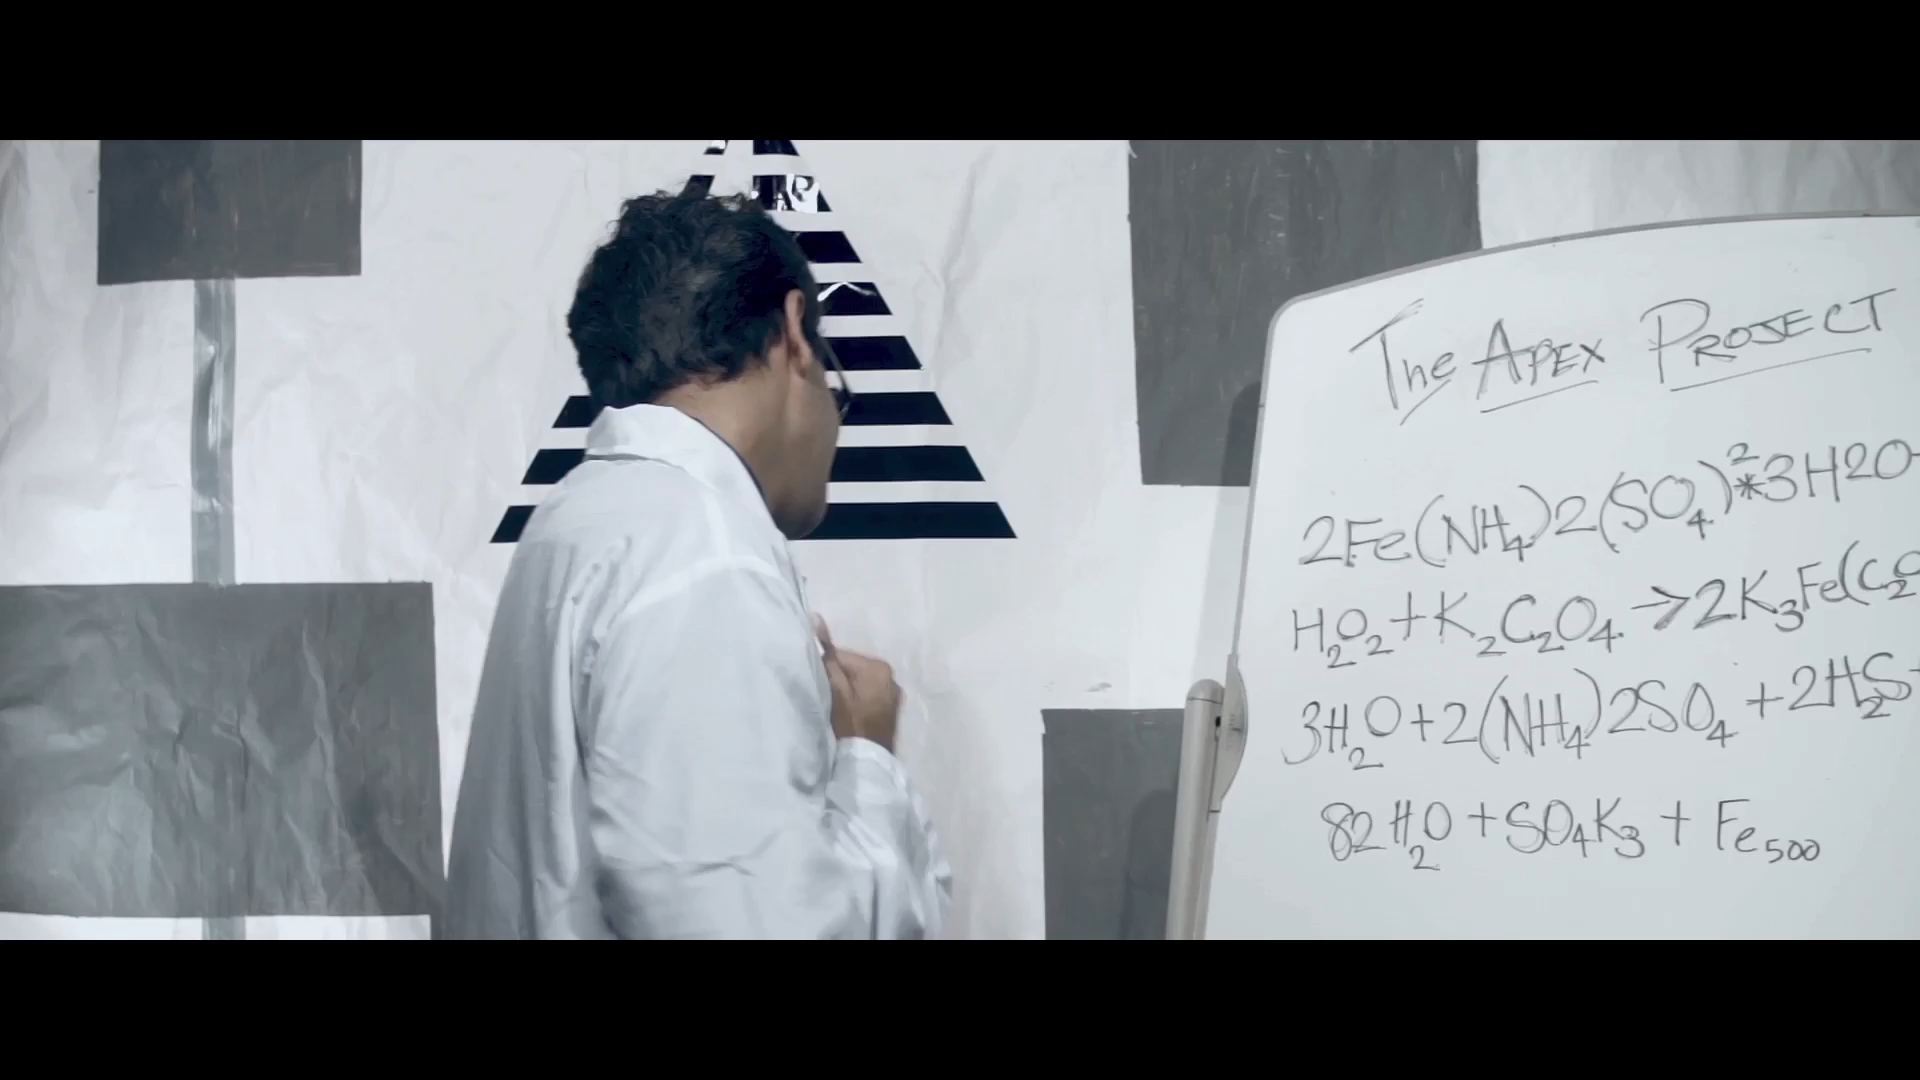 The APEX PROJECT
2Fe(NH₄)2(SO₄)²*3H2O
H₂O₂+K₂C₂O₄→2K₃Fe(C₂O
3H₂O+2(NH₄)2SO₄+2H₂S+
82H₂O+SO₄K₃+Fe₅₀₀